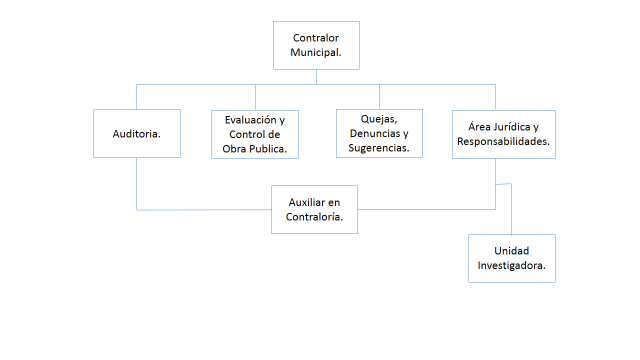 Contralor
Municipal.
Auditoria.
Evaluación y
Control de
Obra Publica.
Quejas,
Denuncias y
Sugerencias.
Área Jurídica y
Responsabilidades.
Auxiliar en
Contraloría.
Unidad
Investigadora.